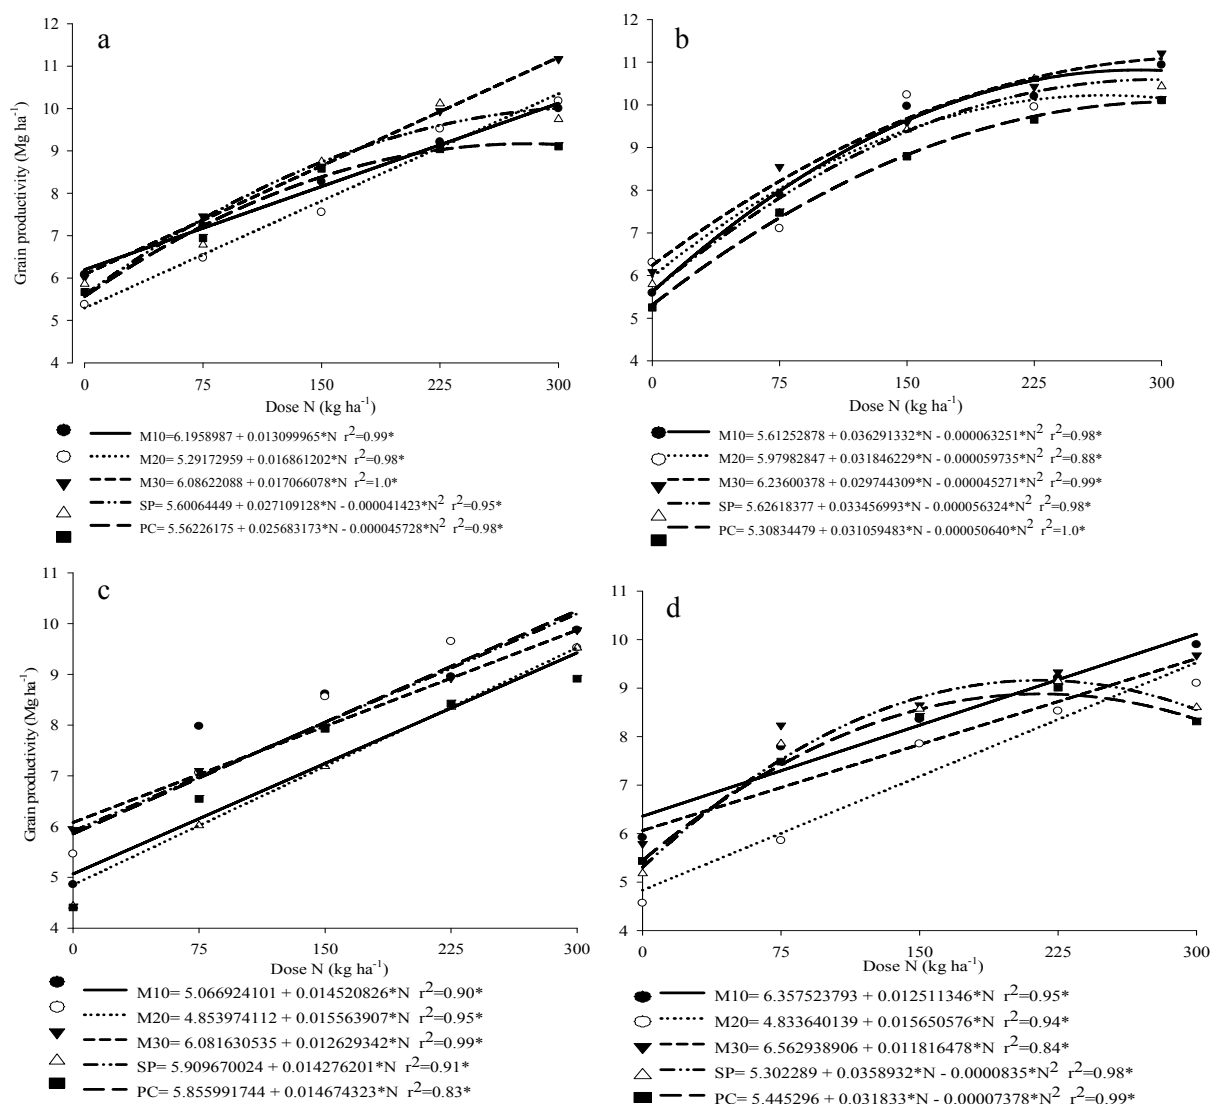 a
Grain productivity (Mg ha⁻¹)
12
11
10
9
8
7
6
5
4
0 75 150 225 300
Dose N (kg ha⁻¹)
M10=6.1958987 + 0.013099965*N r²=0.99*
M20= 5.29172959 + 0.016861202*N r²=0.98*
M30= 6.08622088 + 0.017066078*N r²=1.0*
SP= 5.60064449 + 0.027109128*N - 0.000041423*N² r²=0.95*
PC= 5.56226175 + 0.025683173*N - 0.000045728*N² r²=0.98*
b
12
11
10
9
8
7
6
5
4
0 75 150 225 300
Dose N (kg ha⁻¹)
M10= 5.61252878 + 0.036291332*N - 0.000063251*N² r²=0.98*
M20= 5.97982847 + 0.031846229*N - 0.000059735*N² r²=0.88*
M30= 6.23600378 + 0.029744309*N - 0.000045271*N² r²=0.99*
SP= 5.62618377 + 0.033456993*N - 0.000056324*N² r²=0.98*
PC= 5.30834479 + 0.031059483*N - 0.000050640*N² r²=1.0*
c
Grain productivity (Mg ha⁻¹)
11
10
9
8
7
6
5
4
0 75 150 225 300
Dose N (kg ha⁻¹)
M10= 5.066924101 + 0.014520826*N r²=0.90*
M20= 4.853974112 + 0.015563907*N r²=0.95*
M30= 6.081630535 + 0.012629342*N r²=0.99*
SP= 5.909670024 + 0.014276201*N r²=0.91*
PC= 5.855991744 + 0.014674323*N r²=0.83*
d
11
10
9
8
7
6
5
4
0 75 150 225 300
Dose N (kg ha⁻¹)
M10= 6.357523793 + 0.012511346*N r²=0.95*
M20= 4.833640139 + 0.015650576*N r²=0.94*
M30= 6.562938906 + 0.011816478*N r²=0.84*
SP= 5.302289 + 0.0358932*N - 0.0000835*N² r²=0.98*
PC= 5.445296 + 0.031833*N - 0.00007378*N² r²=0.99*